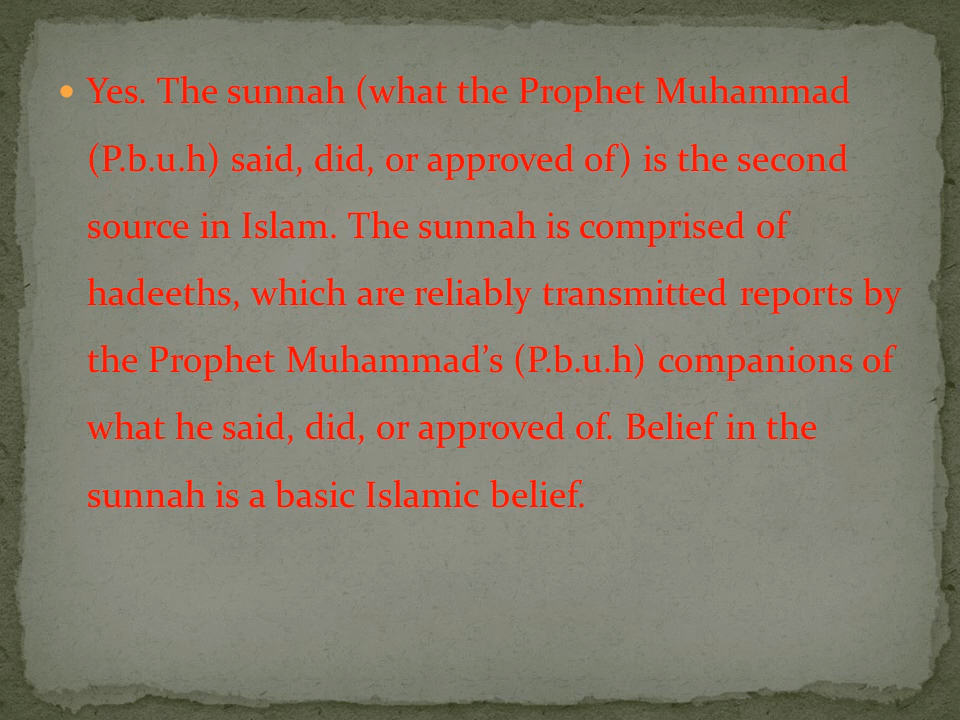 • Yes. The sunnah (what the Prophet Muhammad
(P.b.u.h) said, did, or approved of) is the second
source in Islam. The sunnah is comprised of
hadeeths, which are reliably transmitted reports by
the Prophet Muhammad’s (P.b.u.h) companions of
what he said, did, or approved of. Belief in the
sunnah is a basic Islamic belief.